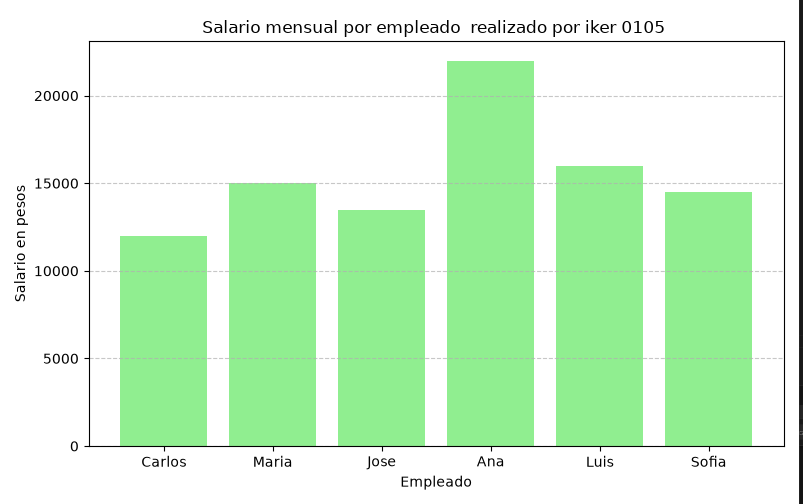 Salario mensual por empleado  realizado por iker 0105
Salario en pesos
20000
15000
10000
5000
0
Carlos Maria Jose Ana Luis Sofia
Empleado